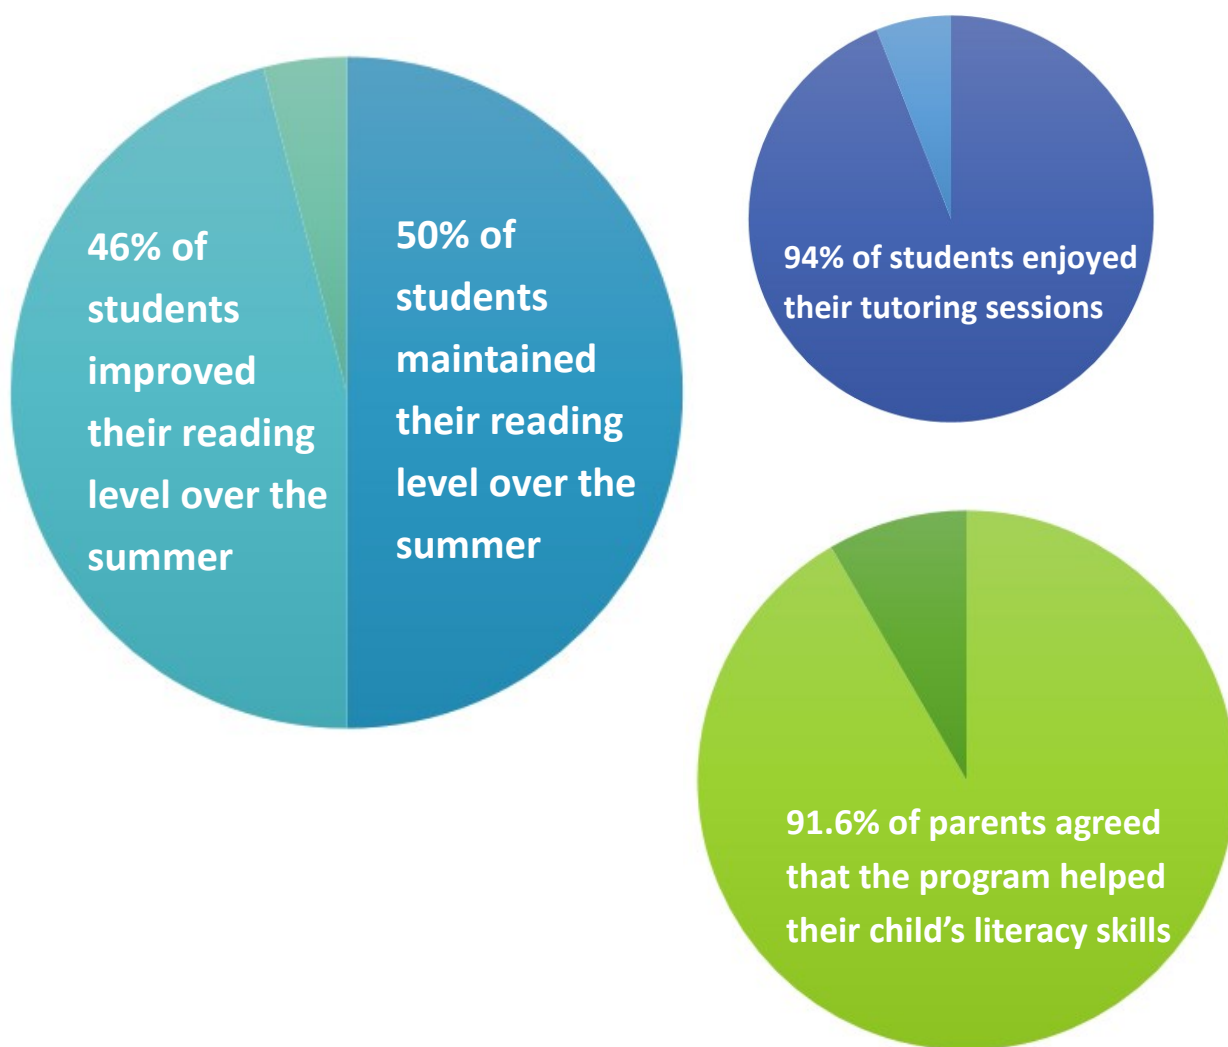 46% of
students
improved
their reading
level over the
summer
50% of
students
maintained
their reading
level over the
summer
94% of students enjoyed
their tutoring sessions
91.6% of parents agreed
that the program helped
their child’s literacy skills